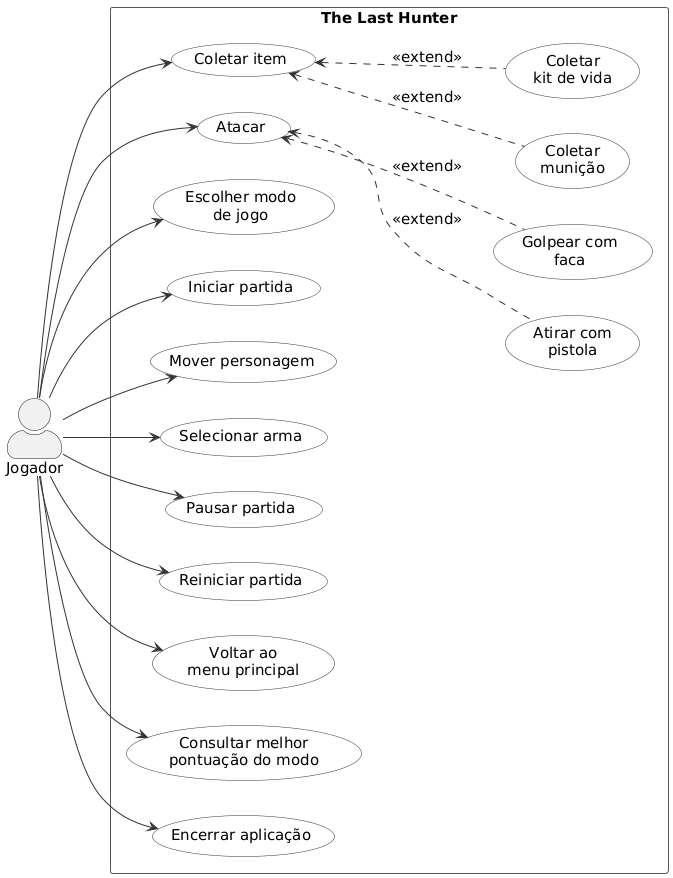 The Last Hunter
Coletar item
«extend»
Coletar
kit de vida
«extend»
Coletar
munição
Atacar
«extend»
Golpear com
faca
«extend»
Atirar com
pistola
Escolher modo
de jogo
Iniciar partida
Mover personagem
Selecionar arma
Jogador
Pausar partida
Reiniciar partida
Voltar ao
menu principal
Consultar melhor
pontuação do modo
Encerrar aplicação